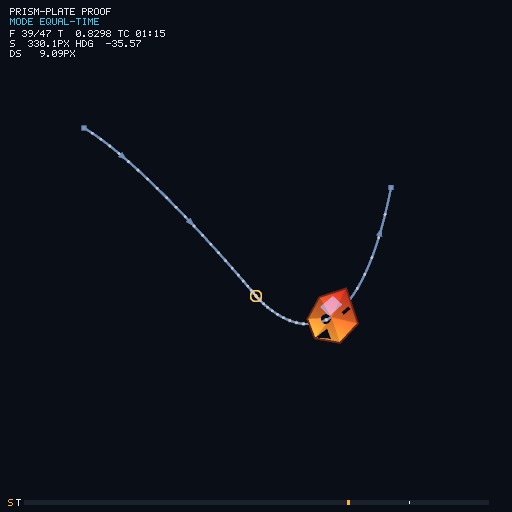 PRISM-PLATE PROOF
MODE EQUAL-TIME
F 39/47 T  0.8298 TC 01:15
S  330.1PX HDG  -35.57
DS   9.09PX
ST